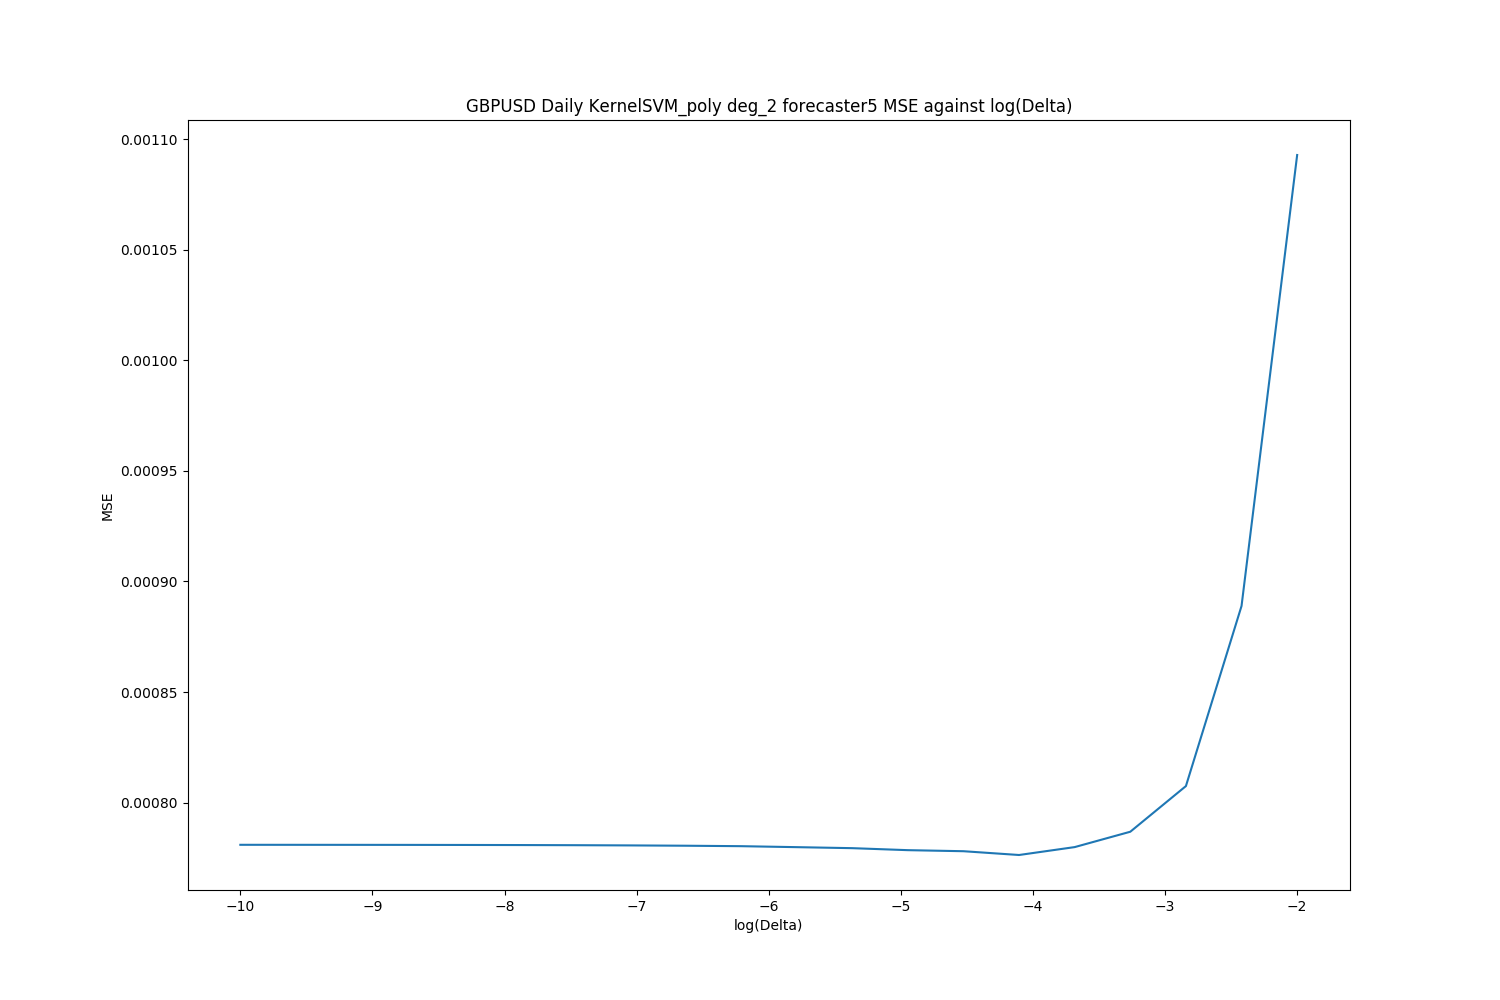 GBPUSD Daily KernelSVM_poly deg_2 forecaster5 MSE against log(Delta)
0.00110
0.00105
0.00100
0.00095
0.00090
0.00085
0.00080
MSE
−10 −9 −8 −7 −6 −5 −4 −3 −2
log(Delta)